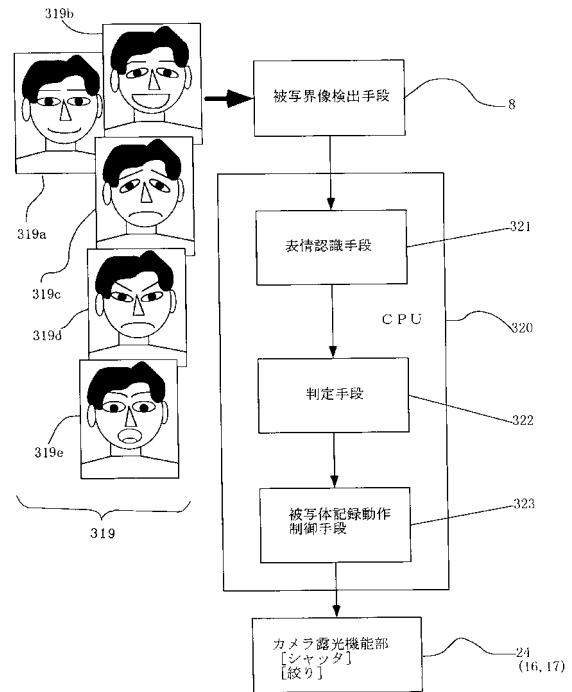 319b
被写界像検出手段
8
319a
表情認識手段
321
319c
CPU
320
319d
判定手段
322
319e
被写体記録動作
制御手段
323
319
カメラ露光機能部
[シャッタ]
[絞り]
24
(16,17)